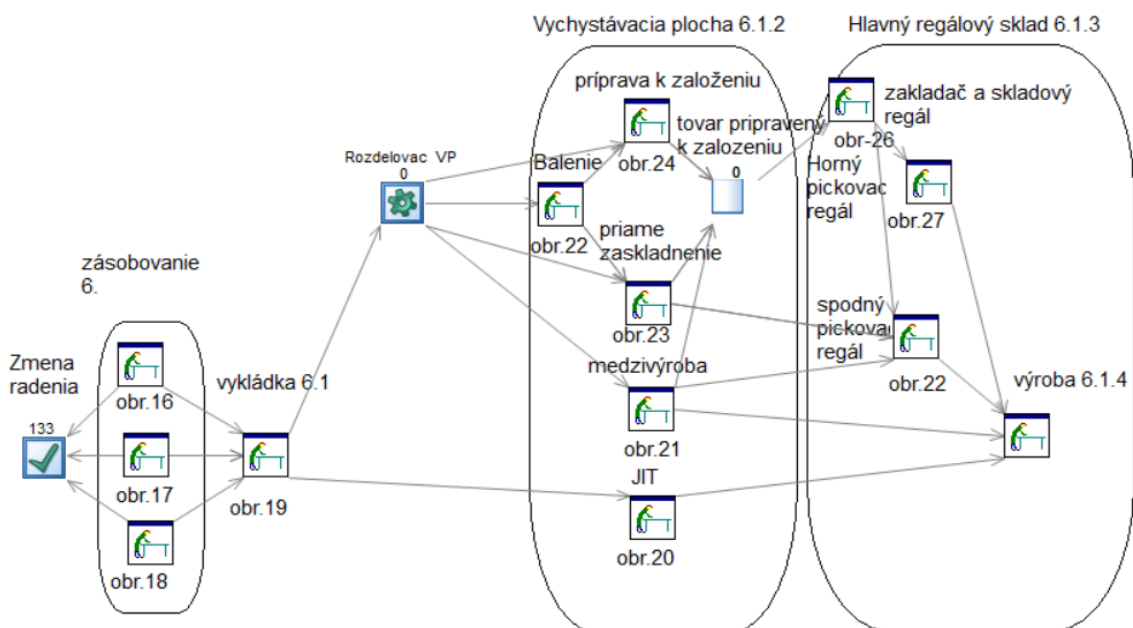 Vychystávacia plocha 6.1.2
Hlavný regálový sklad 6.1.3
príprava k založeniu
obr.24
tovar pripravený
k zalozeniu
0
zakladač a skladový
regál
obr-26
Horný
pickovac
regál
obr.27
Rozdelovac VP
0
Balenie
obr.22
priame
zaskladnenie
obr.23
spodný
pickovac
regál
obr.22
zásobovanie
6.
Zmena
radenia
133
obr.16
obr.17
obr.18
vykládka 6.1
obr.19
medzivýroba
obr.21
JIT
obr.20
výroba 6.1.4